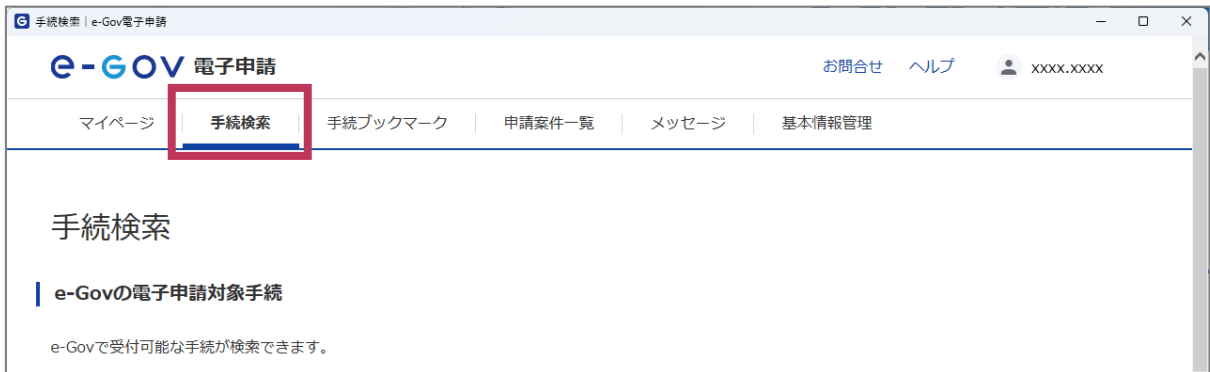 手続検索｜e-Gov電子申請
e-GOV 電子申請 お問合せ ヘルプ xxxx.xxxx
マイページ 手続検索 手続ブックマーク 申請案件一覧 メッセージ 基本情報管理
手続検索
e-Govの電子申請対象手続
e-Govで受付可能な手続が検索できます。